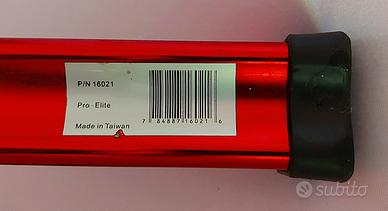 P/N 16021
Pro - Elite
Made in Taiwan
7 84887 16021 6
subito